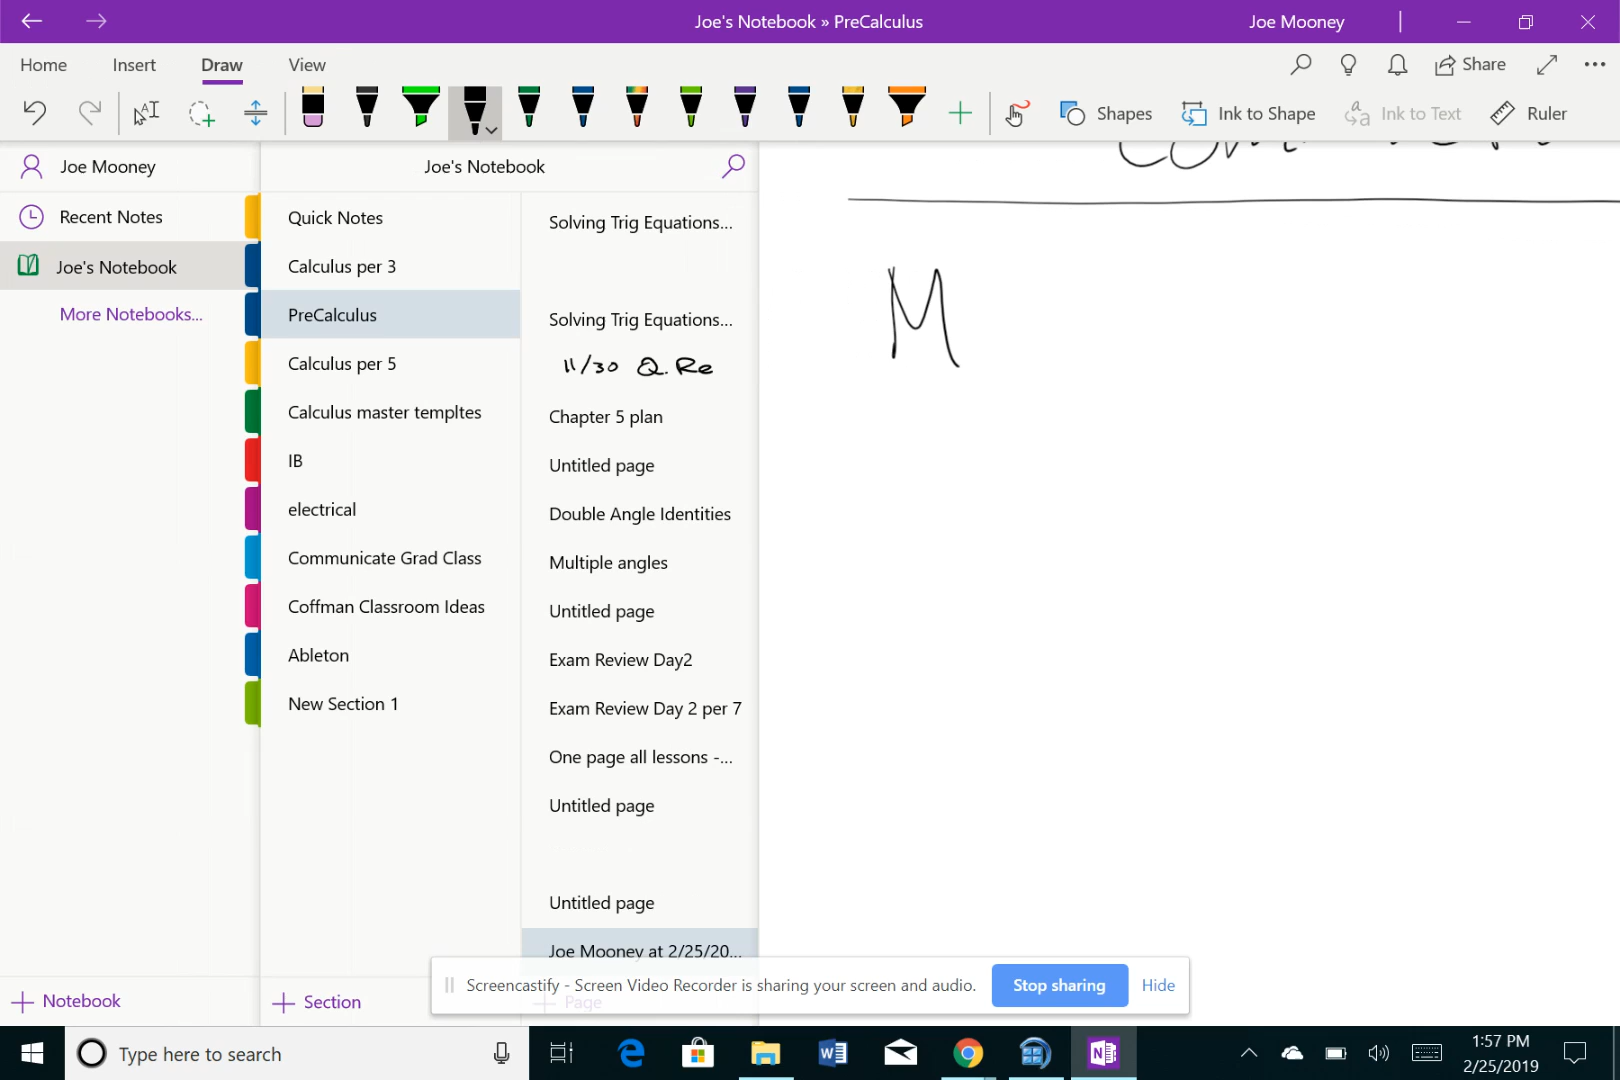 Joe's Notebook » PreCalculus
Joe Mooney
Home
Insert
Draw
View
Share
Shapes
Ink to Shape
Ink to Text
Ruler
Joe Mooney
Recent Notes
Joe's Notebook
More Notebooks...
Joe's Notebook
Quick Notes
Calculus per 3
PreCalculus
Calculus per 5
Calculus master templtes
IB
electrical
Communicate Grad Class
Coffman Classroom Ideas
Ableton
New Section 1
Solving Trig Equations...
Solving Trig Equations...
11/30 Q. Re
Chapter 5 plan
Untitled page
Double Angle Identities
Multiple angles
Untitled page
Exam Review Day2
Exam Review Day 2 per 7
One page all lessons -...
Untitled page
Untitled page
Joe Mooney at 2/25/20...
M
Screencastify - Screen Video Recorder is sharing your screen and audio.
Stop sharing
Hide
Notebook
Section
Page
Type here to search
1:57 PM
2/25/2019